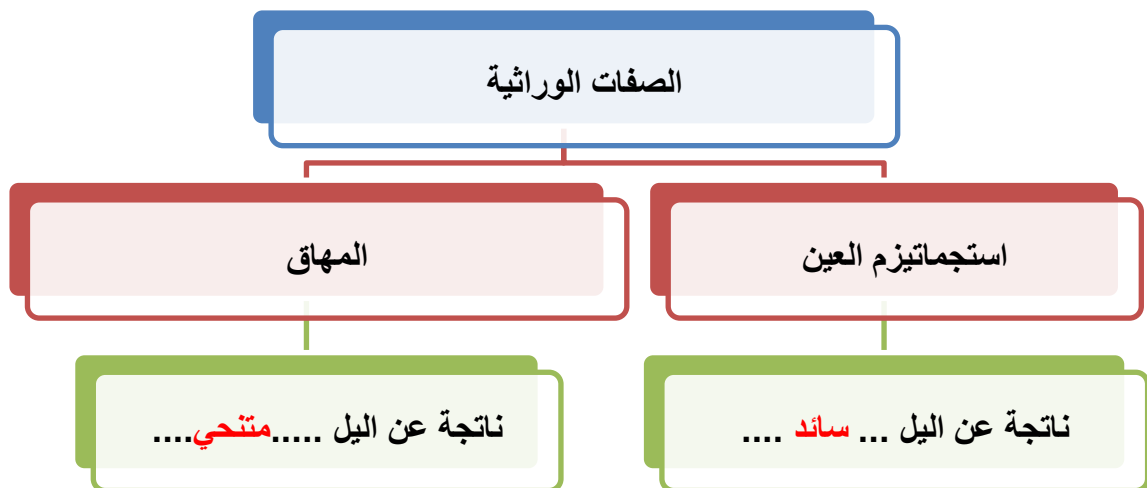 الصفات الوراثية
استجماتيزم العين
المهاق
ناتجة عن اليل ... سائد ....
ناتجة عن اليل .....متنحي....